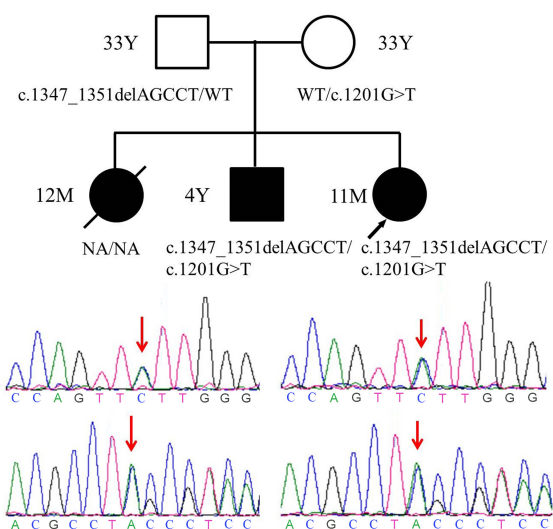 33Y 33Y
c.1347_1351delAGCCT/WT WT/c.1201G>T
12M 4Y 11M
NA/NA c.1347_1351delAGCCT/ c.1347_1351delAGCCT/
c.1201G>T c.1201G>T
C C A G T T C T T G G G C C A G T T C T T G G G
A C G C C T A C C C T C C A C G C C T A C C C T C C